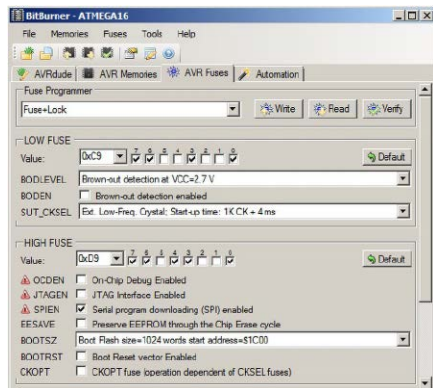 BitBurner - ATMEGA16
File Memories Fuses Tools Help
AVRdude AVR Memories AVR Fuses Automation
Fuse Programmer
Fuse+Lock Write Read Verify
LOW FUSE
7 6 5 4 3 2 1 0
Value: 0xC9 Default
BODLEVEL Brown-out detection at VCC=2.7 V
BODEN Brown-out detection enabled
SUT_CKSEL Ext. Low-Freq. Crystal; Start-up time: 1K CK + 4 ms
HIGH FUSE
7 6 5 4 3 2 1 0
Value: 0xD9 Default
OCDEN On-Chip Debug Enabled
JTAGEN JTAG Interface Enabled
SPIEN Serial program downloading (SPI) enabled
EESAVE Preserve EEPROM through the Chip Erase cycle
BOOTSZ Boot Flash size=1024 words start address=$1C00
BOOTRST Boot Reset vector Enabled
CKOPT CKOPT fuse (operation dependent of CKSEL fuses)